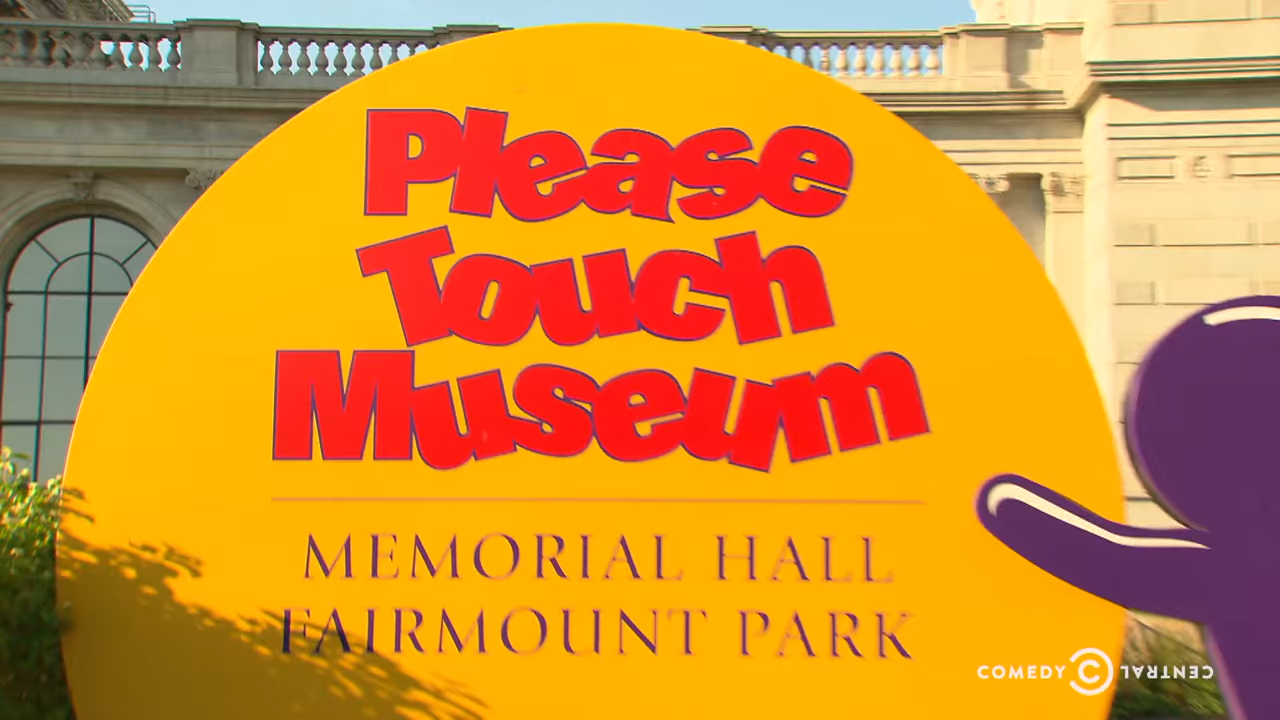 Please
Touch
Museum
MEMORIAL HALL
FAIRMOUNT PARK
COMEDY C CENTRAL